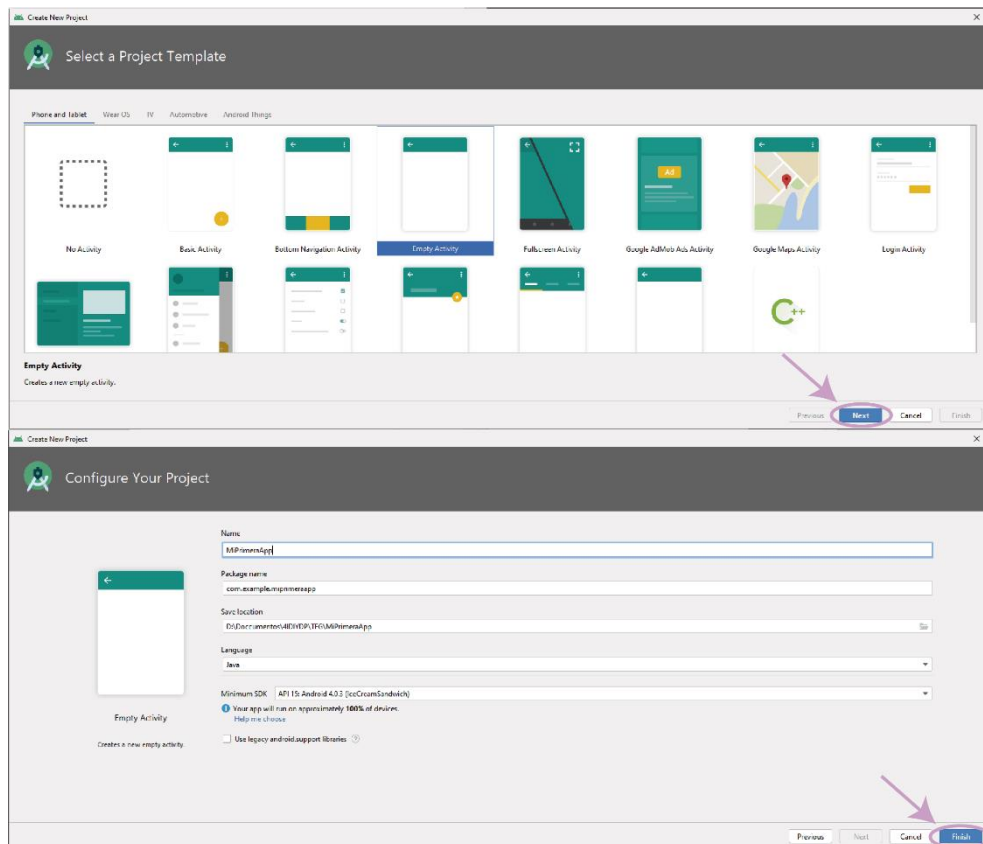 Create New Project
Select a Project Template
Phone and Tablet Wear OS TV Automotive Android Things
Ad
No Activity Basic Activity Bottom Navigation Activity Empty Activity Fullscreen Activity Google AdMob Ads Activity Google Maps Activity Login Activity
C++
Empty Activity
Creates a new empty activity.
Previous Next Cancel Finish
Create New Project
Configure Your Project
Name
MiPrimeraApp
Package name
com.example.miprimeraapp
Save location
Language
Java
Minimum SDK API 15: Android 4.0.3 (IceCreamSandwich)
Your app will run on approximately 100% of devices.
Help me choose
Use legacy android.support libraries ?
Empty Activity
Creates a new empty activity.
Previous Next Cancel Finish